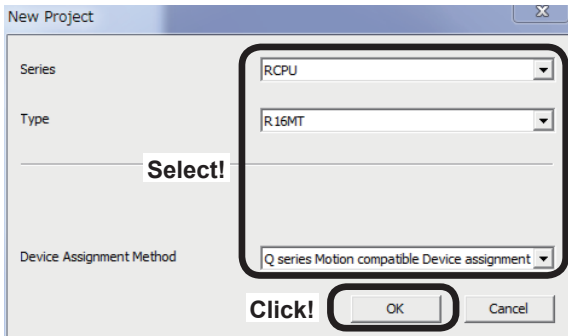 New Project
Series
RCPU
Type
R16MT
Select!
Device Assignment Method
Q series Motion compatible Device assignment
Click!
OK
Cancel